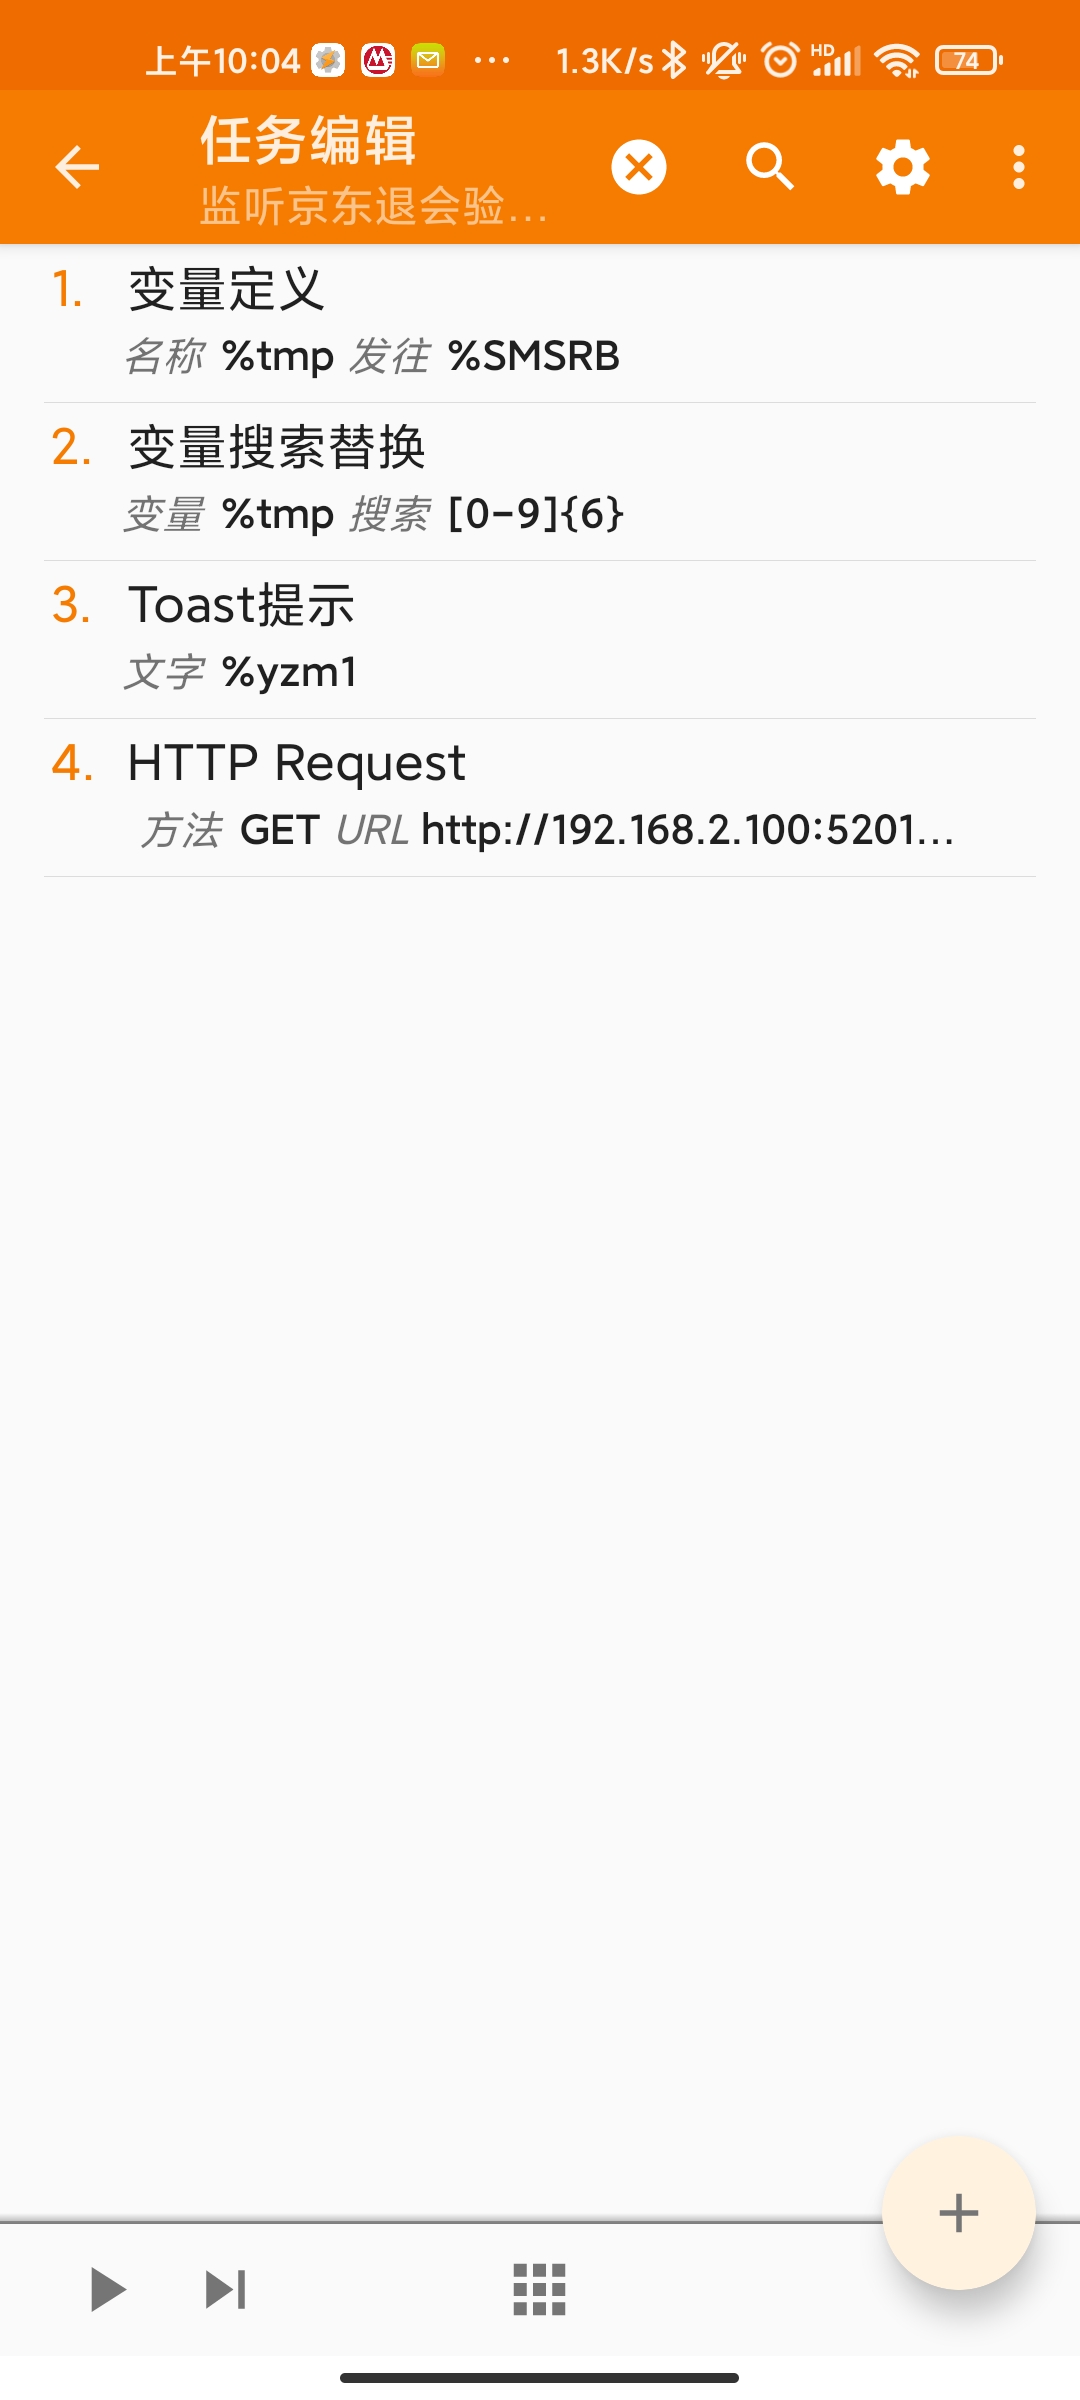 上午10:04 ... 1.3K/s HD 74
任务编辑
监听京东退会验...
1. 变量定义
名称 %tmp 发往 %SMSRB
2. 变量搜索替换
变量 %tmp 搜索 [0-9]{6}
3. Toast提示
文字 %yzm1
4. HTTP Request
方法 GET URL http://192.168.2.100:5201...